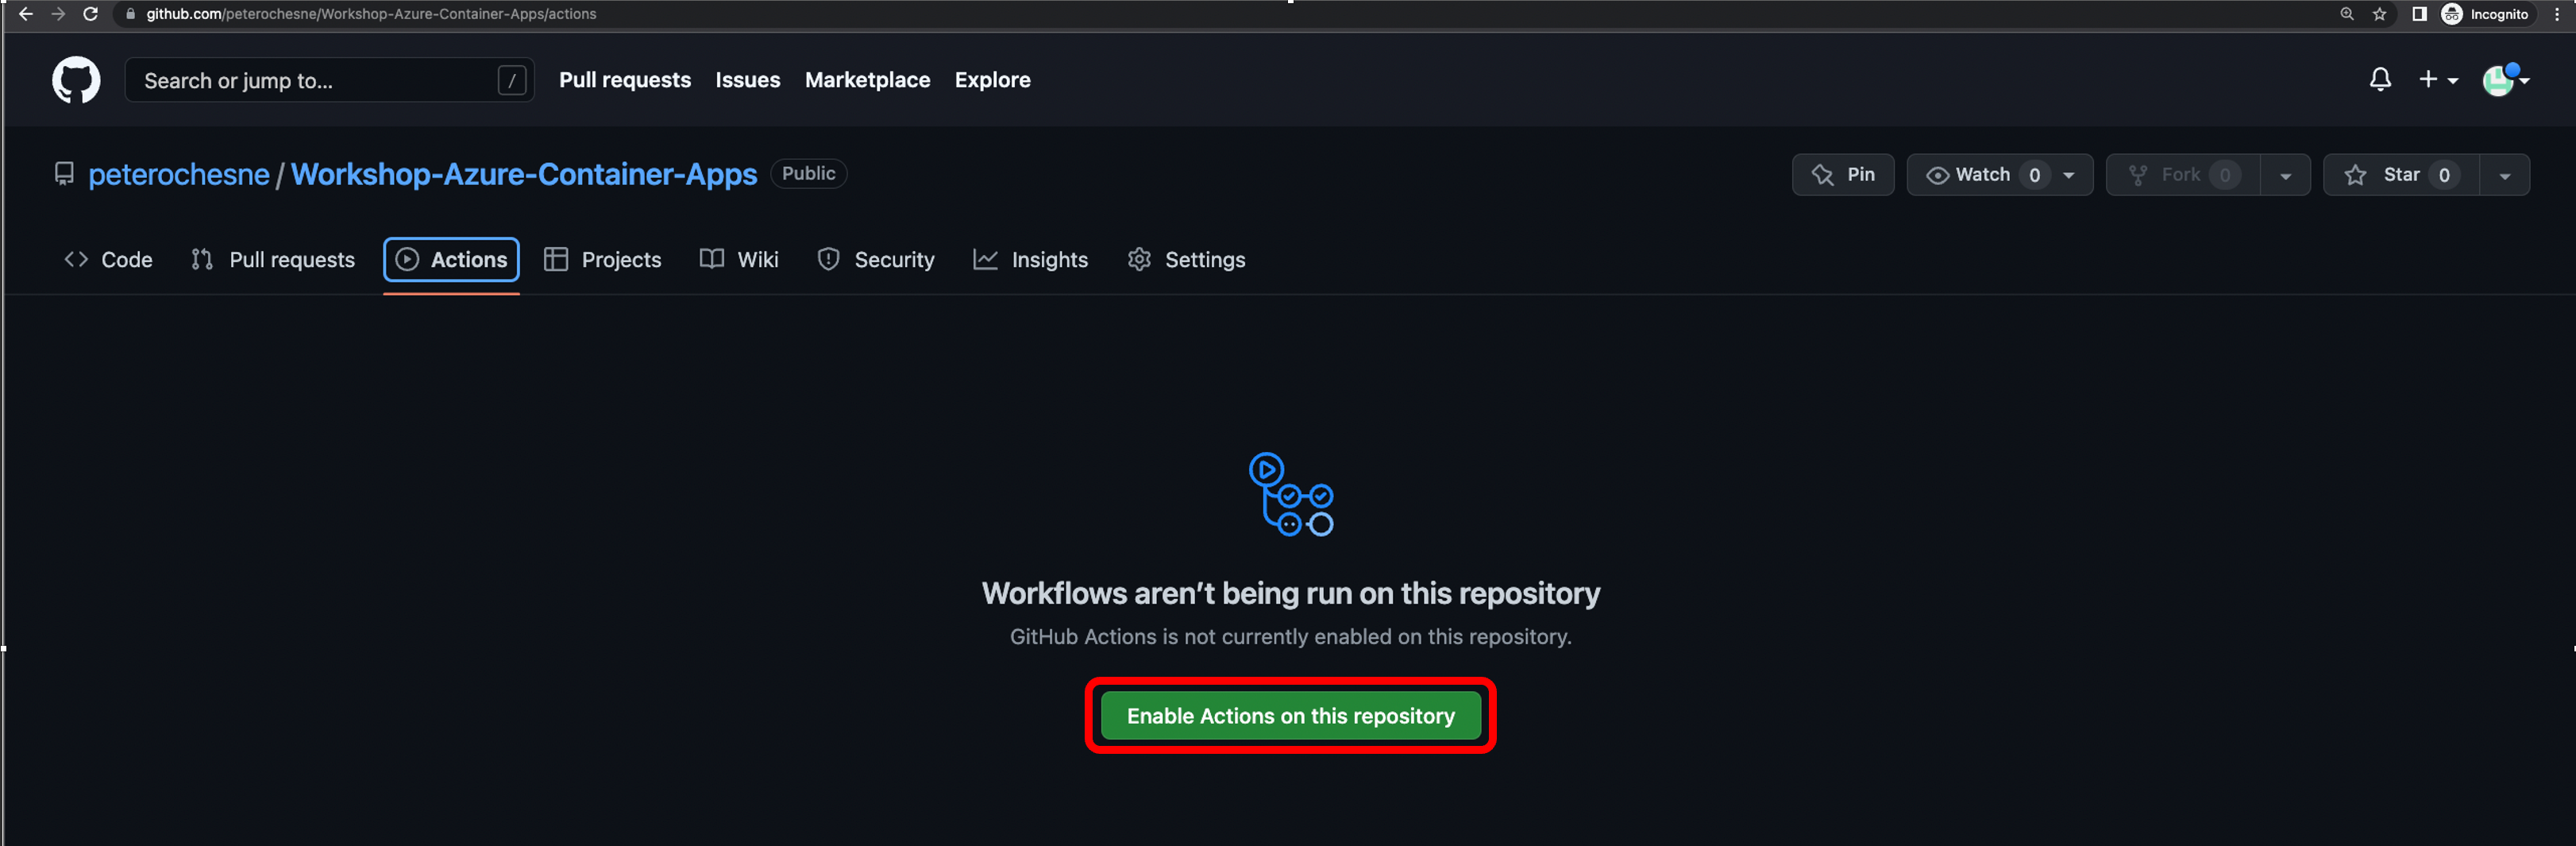 github.com/peterochesne/Workshop-Azure-Container-Apps/actions
Incognito
Search or jump to... /
Pull requests Issues Marketplace Explore
peterochesne / Workshop-Azure-Container-Apps Public
Pin Watch 0 Fork 0 Star 0
Code Pull requests Actions Projects Wiki Security Insights Settings
Workflows aren’t being run on this repository
GitHub Actions is not currently enabled on this repository.
Enable Actions on this repository